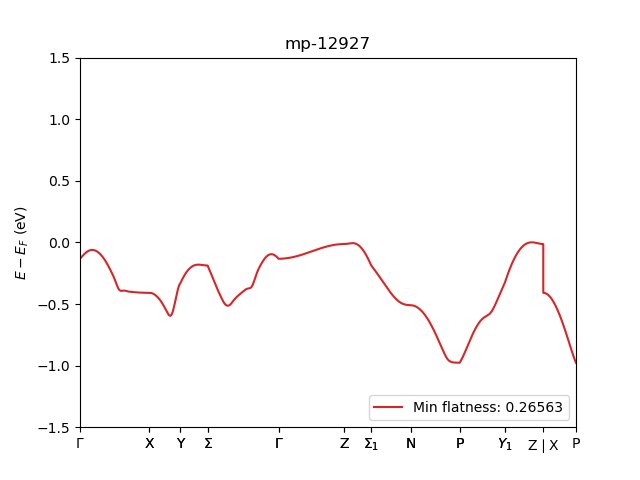 mp-12927
1.5
1.0
0.5
0.0
−0.5
−1.0
−1.5
E − E_F (eV)
Min flatness: 0.26563
Γ X Y Σ Γ Z Σ₁ N P Y₁ Z | X P